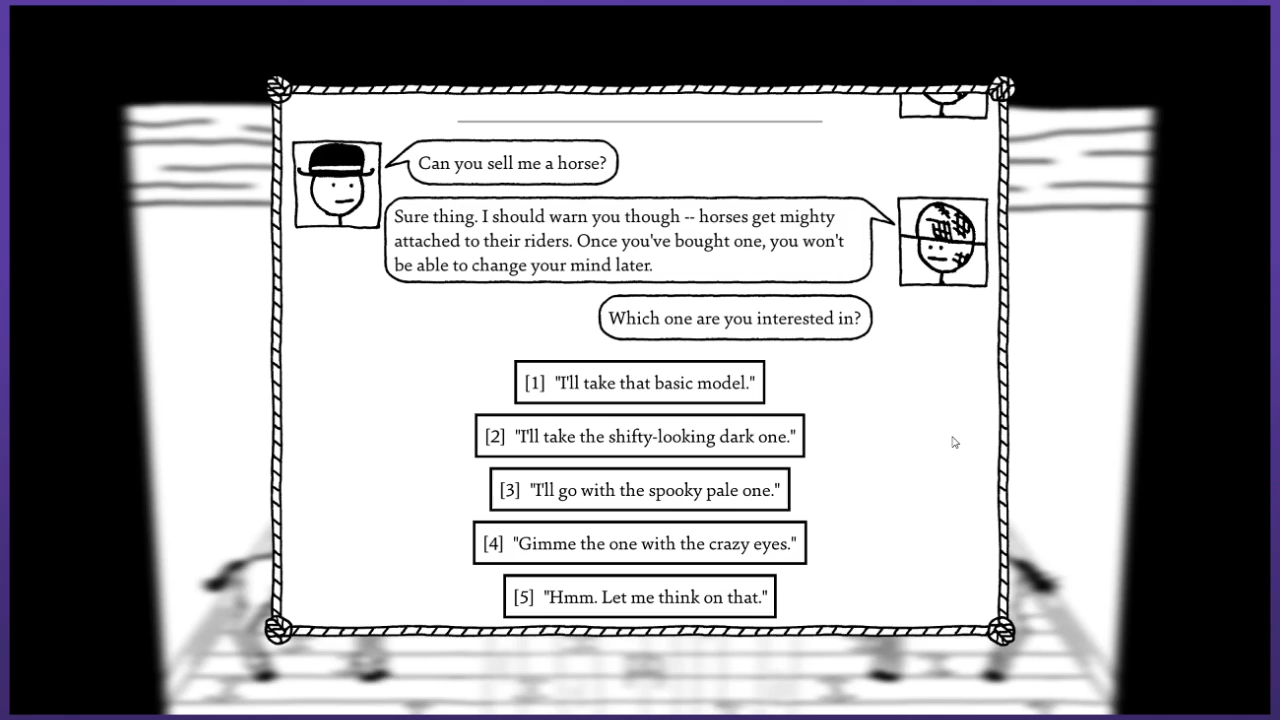 Can you sell me a horse?
Sure thing. I should warn you though -- horses get mighty
attached to their riders. Once you've bought one, you won't
be able to change your mind later.
Which one are you interested in?
[1] "I'll take that basic model."
[2] "I'll take the shifty-looking dark one."
[3] "I'll go with the spooky pale one."
[4] "Gimme the one with the crazy eyes."
[5] "Hmm. Let me think on that."